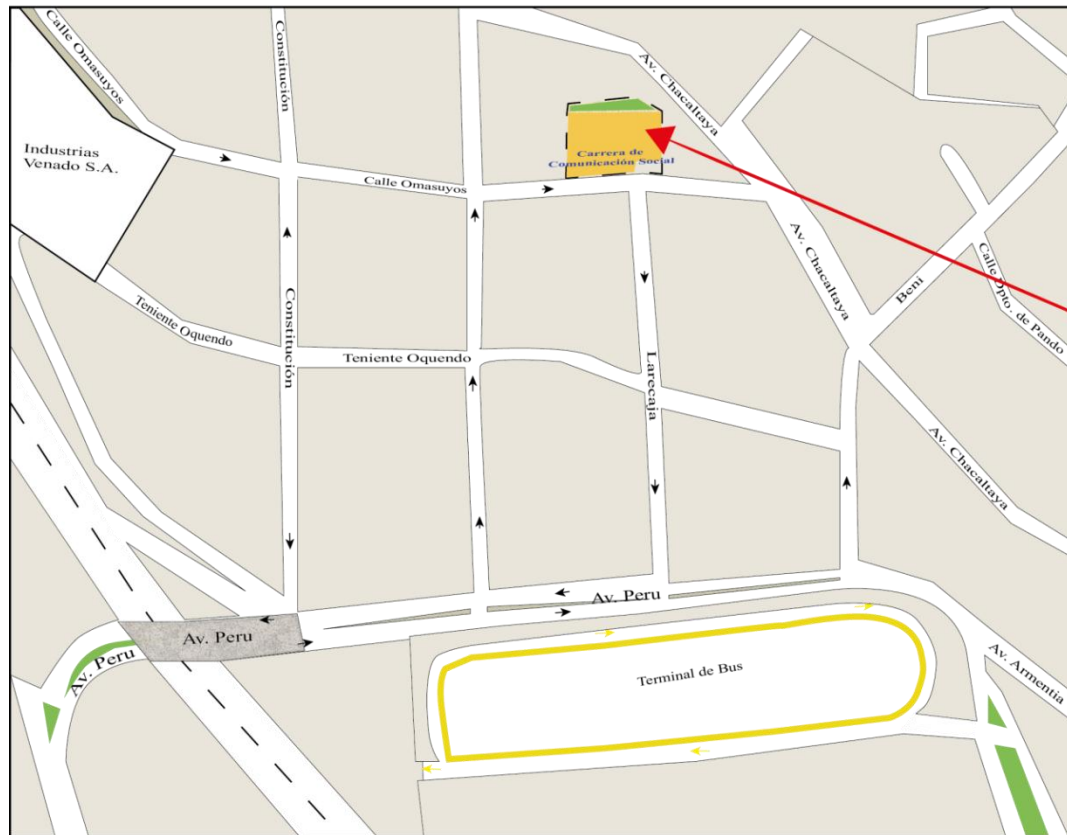 Calle Omasuyos
Constitución
Av. Chacaltaya
Industrias
Venado S.A.
Carrera de
Comunicación Social
Calle Omasuyos
Av. Chacaltaya
Beni
Calle Dpto. de Pando
Teniente Oquendo
Constitución
Teniente Oquendo
Larecaja
Av. Chacaltaya
Av. Peru
Av. Peru
Av. Peru
Terminal de Bus
Av. Armentia